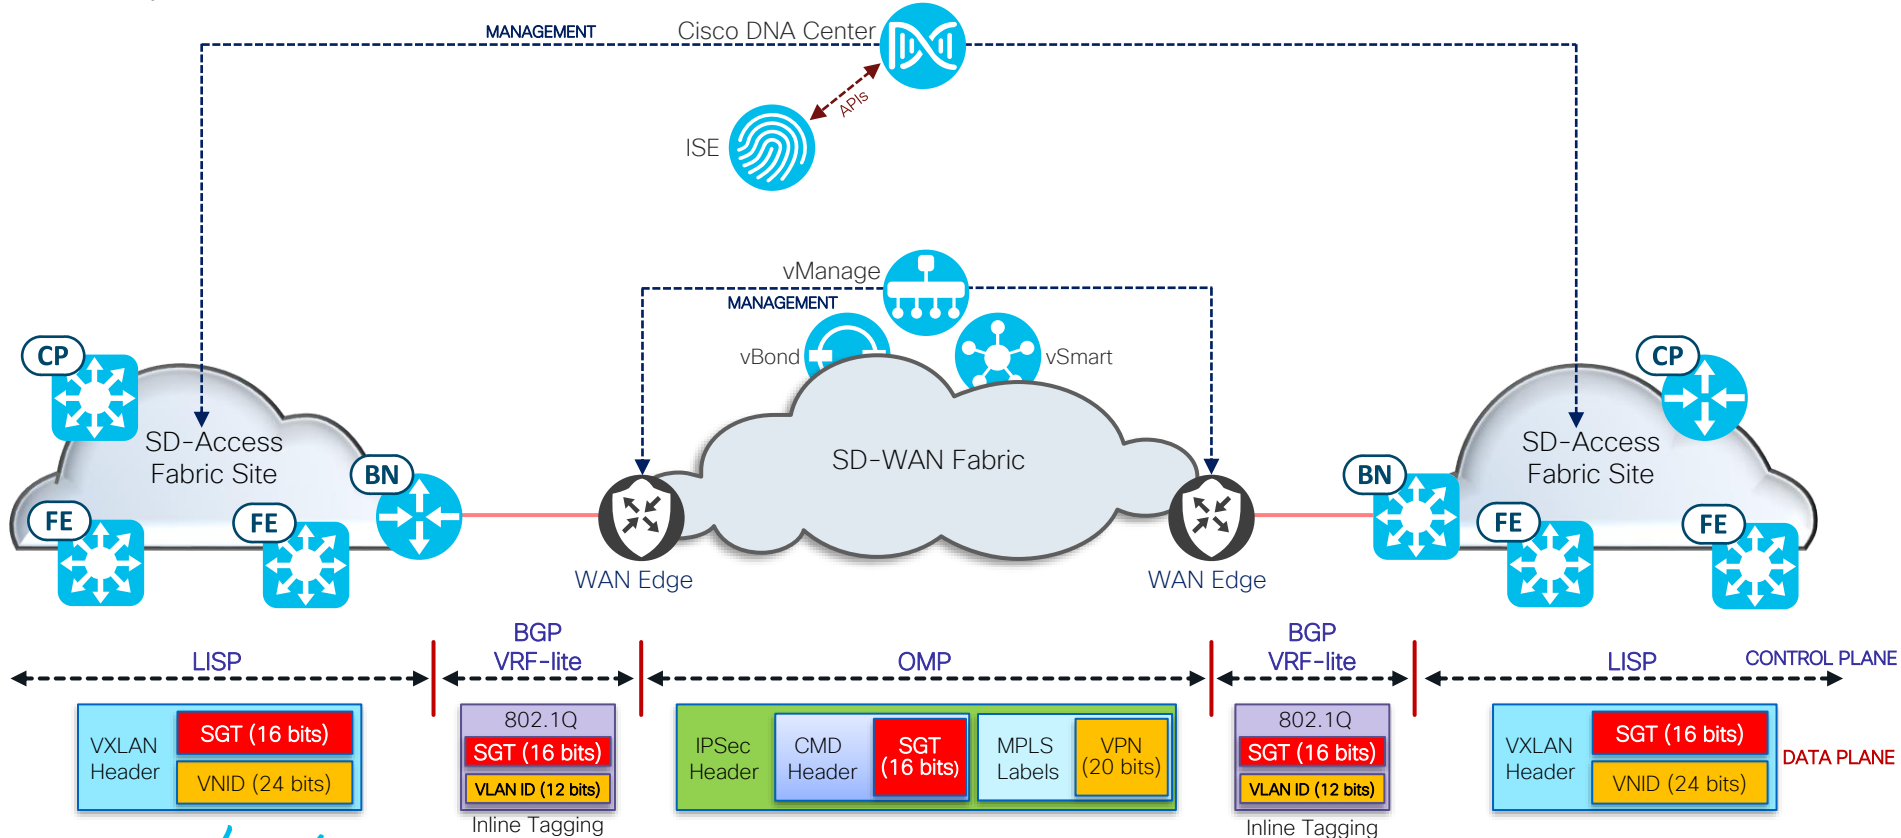 MANAGEMENT
Cisco DNA Center
APIs
ISE
vManage
MANAGEMENT
vBond
vSmart
CP
CP
SD-Access
Fabric Site
SD-WAN Fabric
SD-Access
Fabric Site
BN
BN
FE
FE
FE
FE
WAN Edge
WAN Edge
LISP
BGP
VRF-lite
OMP
BGP
VRF-lite
LISP
CONTROL PLANE
VXLAN
Header
SGT (16 bits)
VNID (24 bits)
802.1Q
SGT (16 bits)
VLAN ID (12 bits)
Inline Tagging
IPSec
Header
CMD
Header
SGT
(16 bits)
MPLS
Labels
VPN
(20 bits)
802.1Q
SGT (16 bits)
VLAN ID (12 bits)
Inline Tagging
VXLAN
Header
SGT (16 bits)
VNID (24 bits)
DATA PLANE